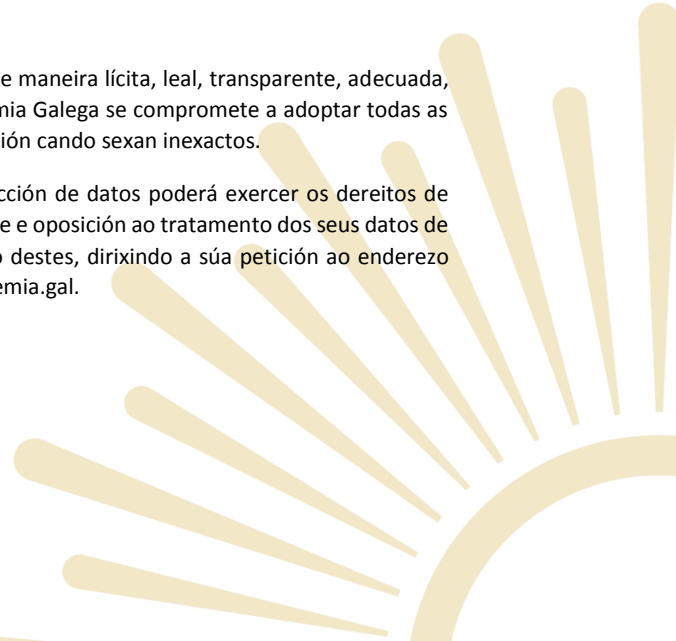 e maneira lícita, leal, transparente, adecuada,
mia Galega se compromete a adoptar todas as
ión cando sexan inexactos.
cción de datos poderá exercer os dereitos de
e e oposición ao tratamento dos seus datos de
o destes, dirixindo a súa petición ao enderezo
emia.gal.